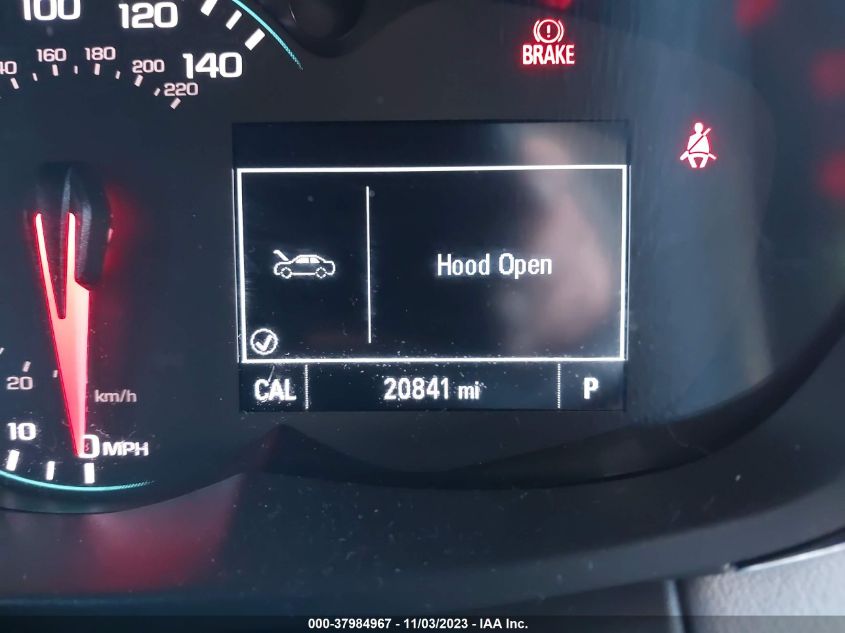 100 120 140
160 180 200 220
BRAKE
Hood Open
20 km/h
CAL 20841 mi P
10 0 MPH
000-37984967 - 11/03/2023 - IAA Inc.